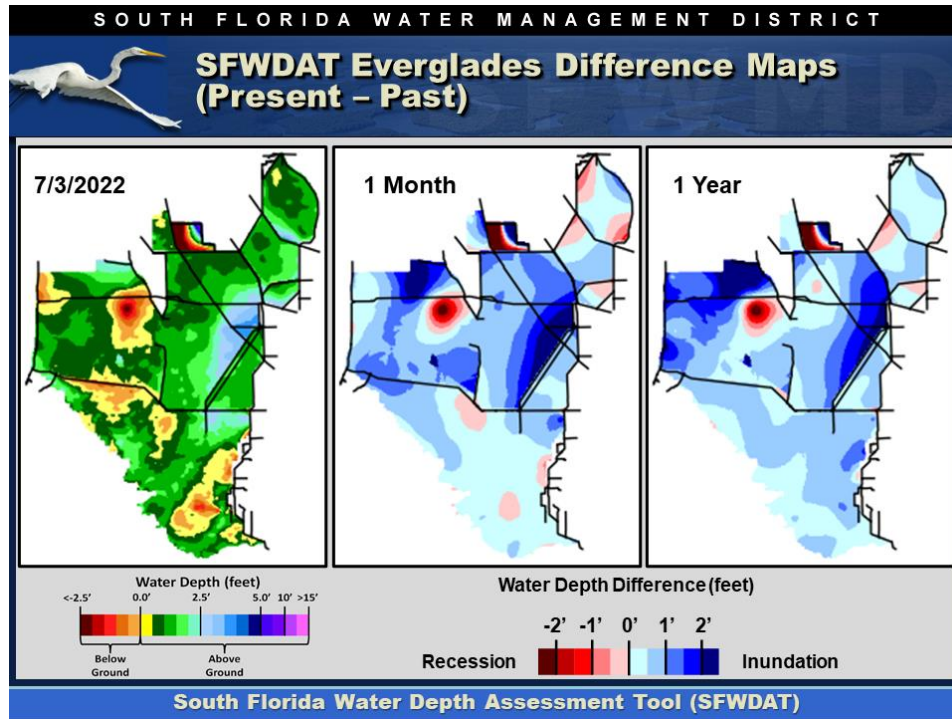 SOUTH FLORIDA WATER MANAGEMENT DISTRICT
SFWDAT Everglades Difference Maps
(Present – Past)
SFWMD
7/3/2022
1 Month
1 Year
Water Depth (feet)
<-2.5' 0.0' 2.5' 5.0' 10' >15'
Below
Ground
Above
Ground
Water Depth Difference (feet)
-2' -1' 0' 1' 2'
Recession
Inundation
South Florida Water Depth Assessment Tool (SFWDAT)